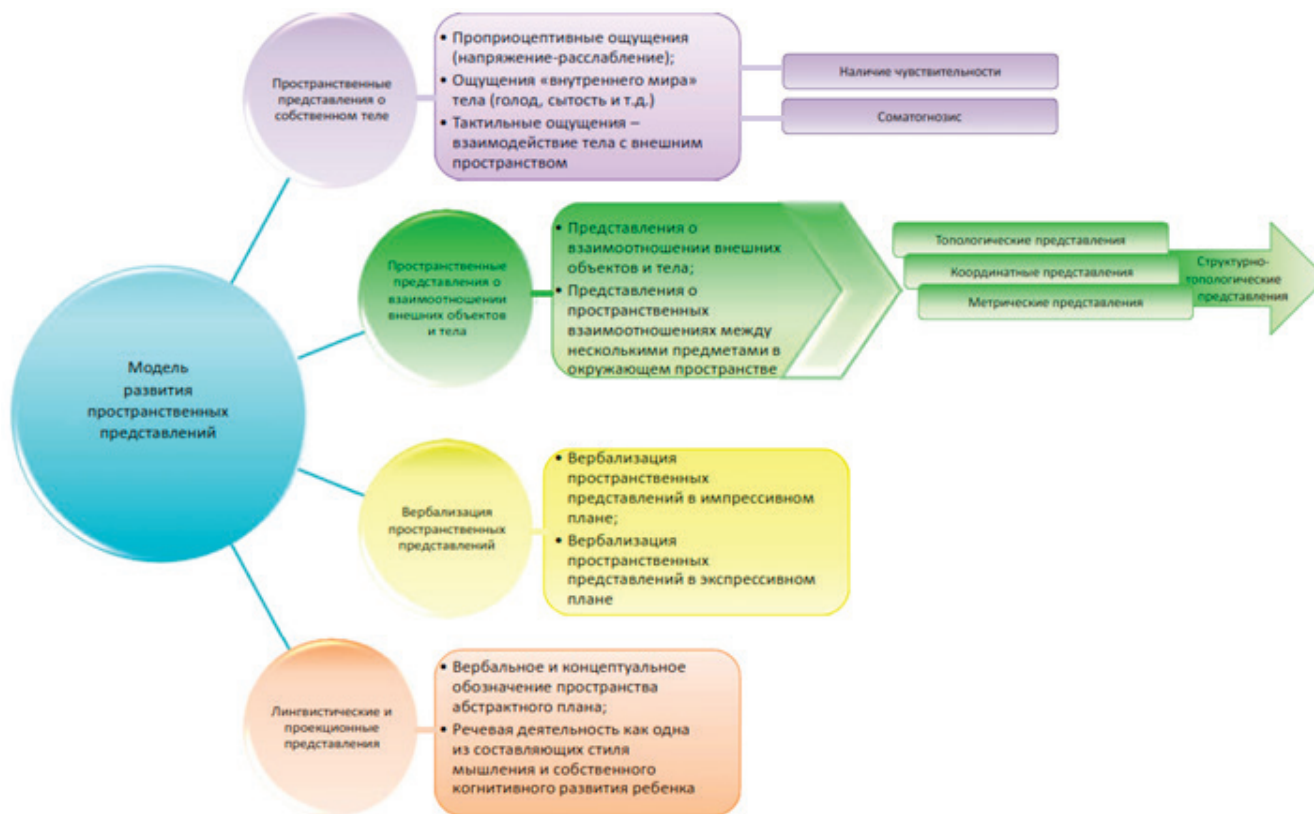 Модель
развития
пространственных
представлений
Пространственные
представления о
собственном теле
• Проприоцептивные ощущения
(напряжение-расслабление);
• Ощущения «внутреннего мира»
тела (голод, сытость и т.д.)
• Тактильные ощущения –
взаимодействие тела с внешним
пространством
Наличие чувствительности
Соматогнозис
Пространственные
представления о
взаимоотношении
внешних объектов
и тела
• Представления о
взаимоотношении внешних
объектов и тела;
• Представления о
пространственных
взаимоотношениях между
несколькими предметами в
окружающем пространстве
Топологические представления
Координатные представления
Метрические представления
Структурно-
топологические
представления
Вербализация
пространственных
представлений
• Вербализация
пространственных
представлений в импрессивном
плане;
• Вербализация
пространственных
представлений в экспрессивном
плане
Лингвистические и
проекционные
представления
• Вербальное и концептуальное
обозначение пространства
абстрактного плана;
• Речевая деятельность как одна
из составляющих стиля
мышления и собственного
когнитивного развития ребенка